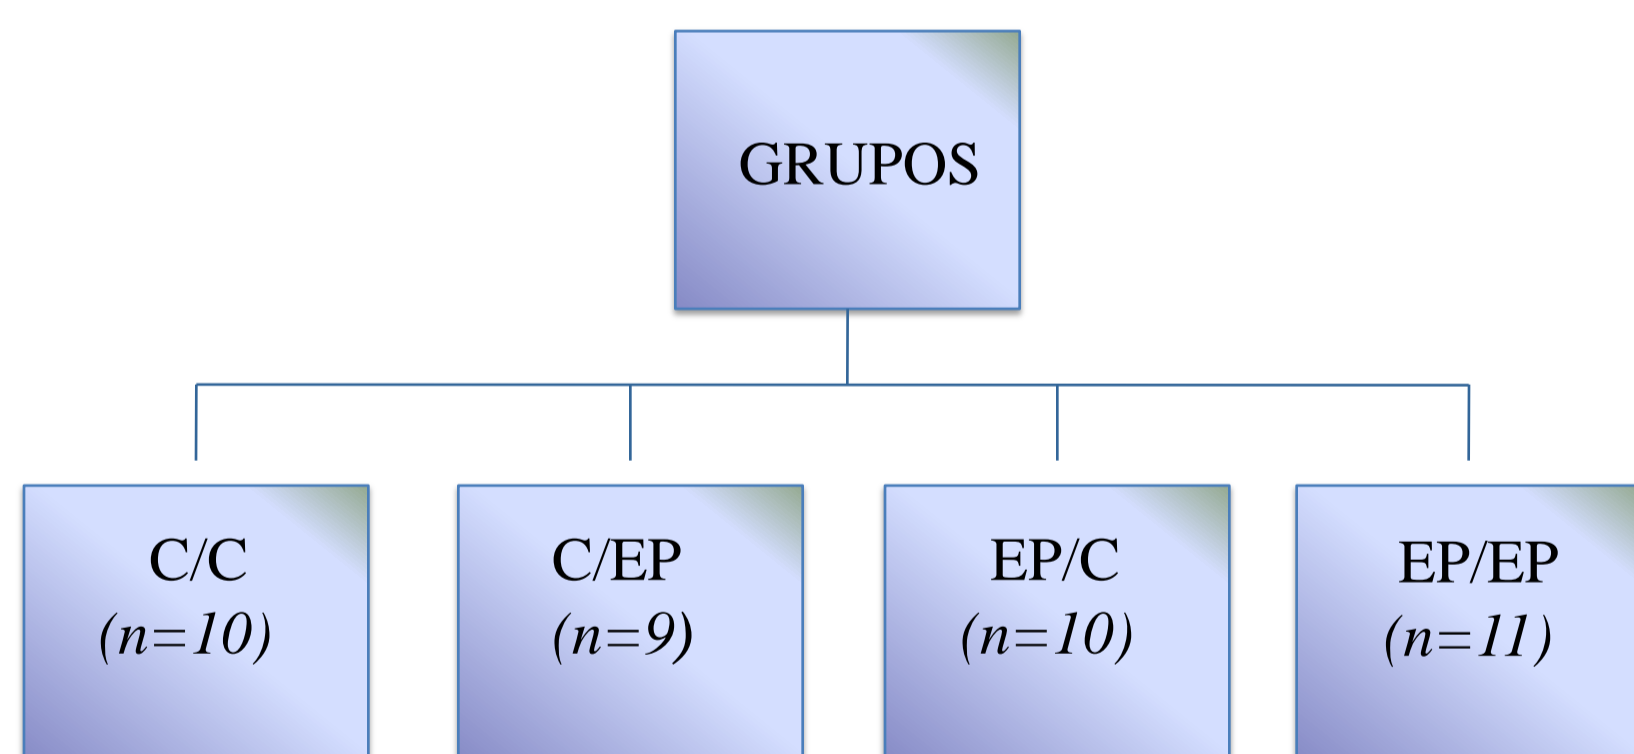 GRUPOS
C/C
(n=10)
C/EP
(n=9)
EP/C
(n=10)
EP/EP
(n=11)